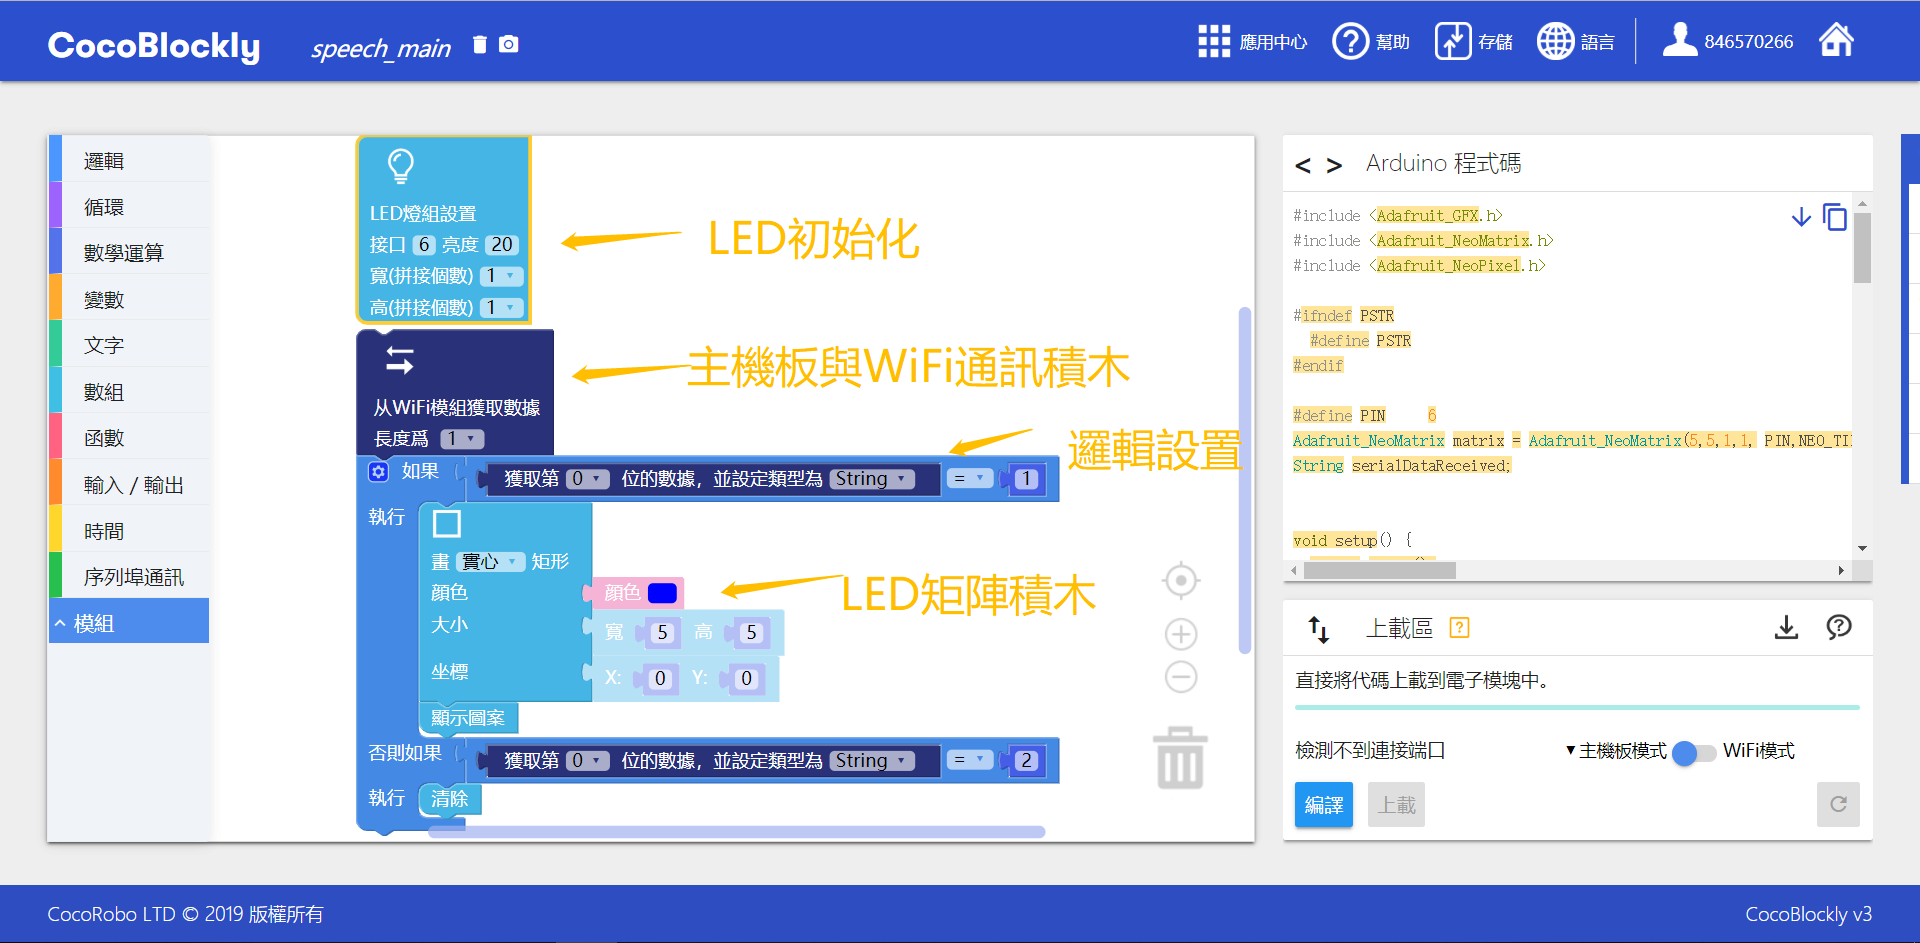 CocoBlockly
speech_main
應用中心
幫助
存儲
語言
846570266
邏輯
循環
數學運算
變數
文字
數組
函數
輸入 / 輸出
時間
序列埠通訊
模組
LED燈組設置
接口 6 亮度 20
寬(拼接個數) 1
高(拼接個數) 1
LED初始化
从WiFi模組獲取數據
長度爲 1
主機板與WiFi通訊積木
邏輯設置
如果 獲取第 0 位的數據, 並設定類型為 String = 1
執行
畫 實心 矩形
顏色 顏色
大小 寬 5 高 5
坐標 X: 0 Y: 0
顯示圖案
LED矩陣積木
否則如果 獲取第 0 位的數據, 並設定類型為 String = 2
執行 清除
< > Arduino 程式碼
#include <Adafruit_GFX.h>
#include <Adafruit_NeoMatrix.h>
#include <Adafruit_NeoPixel.h>
#ifndef PSTR
#define PSTR
#endif
#define PIN 6
Adafruit_NeoMatrix matrix = Adafruit_NeoMatrix(5,5,1,1, PIN,NEO_TI
String serialDataReceived;
void setup() {
上載區 ?
直接將代碼上載到電子模塊中。
檢測不到連接端口
▼主機板模式 WiFi模式
編譯 上載
CocoRobo LTD © 2019 版權所有
CocoBlockly v3